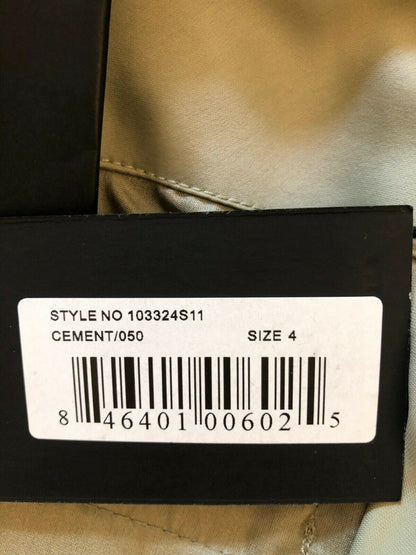 STYLE NO 103324S11
CEMENT/050 SIZE 4
8 46401 00602 5